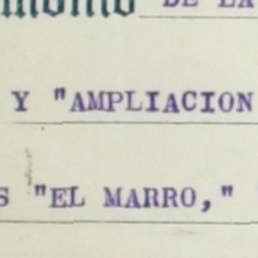 DE LA
Y "AMPLIACION
S "EL MARRO,"